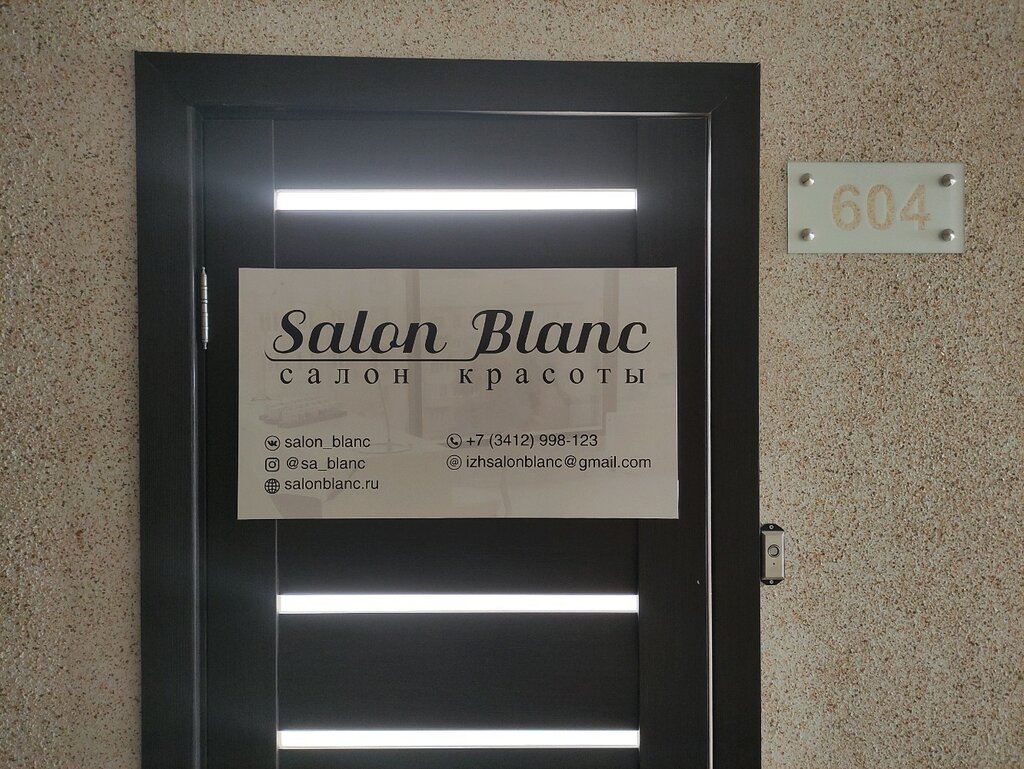 604
Salon Blanc
салон красоты
salon_blanc
@sa_blanc
salonblanc.ru
+7 (3412) 998-123
izhsalonblanc@gmail.com